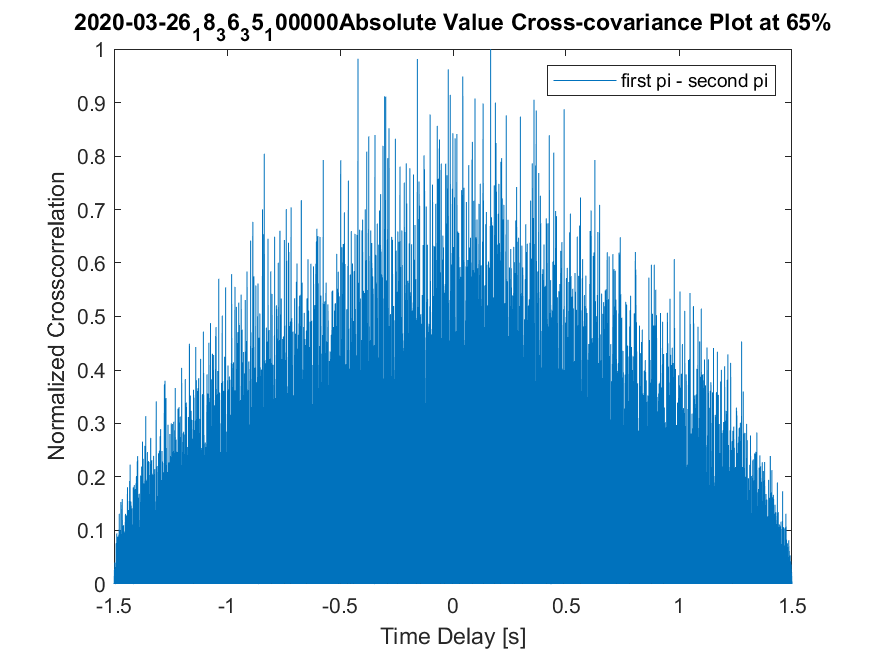 2020-03-26₁8₃6₃5₁00000Absolute Value Cross-covariance Plot at 65%
first pi - second pi
Normalized Crosscorrelation
1
0.9
0.8
0.7
0.6
0.5
0.4
0.3
0.2
0.1
0
-1.5 -1 -0.5 0 0.5 1 1.5
Time Delay [s]